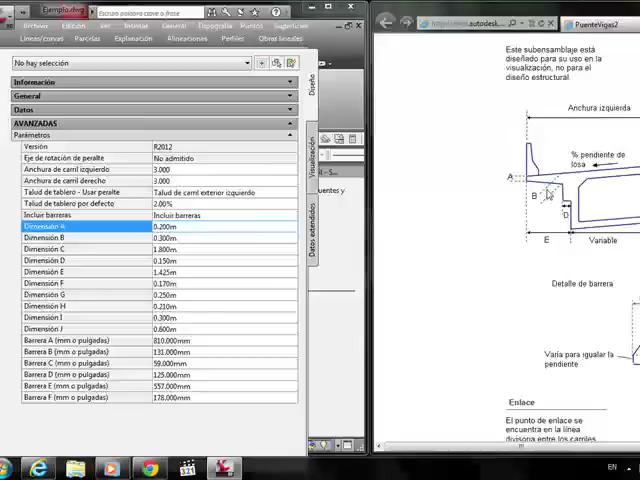 Ejemplo.dwg
Escriba palabra clave o frase
Inicio
Edición
Insertar
General
Topografía
Vista
Planimetría
Sugerencias
Líneas/curvas
Parcelas
Explanación
Alineaciones
Perfiles
Obras lineales
No hay selección
Información
General
Datos
AVANZADAS
Parámetros
Versión R2012
Eje de rotación de peralte No admitido
Anchura de carril izquierdo 3.000
Anchura de carril derecho 3.000
Talud de tablero - Usar peralte Talud de carril exterior izquierdo
Talud de tablero por defecto 2.00%
Incluir barreras Incluir barreras
Dimensión A 0.200m
Dimensión B 0.300m
Dimensión C 1.800m
Dimensión D 0.150m
Dimensión E 1.425m
Dimensión F 0.170m
Dimensión G 0.250m
Dimensión H 0.210m
Dimensión I 0.300m
Dimensión J 0.600m
Barrera A (mm o pulgadas) 810.000mm
Barrera B (mm o pulgadas) 131.000mm
Barrera C (mm o pulgadas) 59.000mm
Barrera D (mm o pulgadas) 125.000mm
Barrera E (mm o pulgadas) 557.000mm
Barrera F (mm o pulgadas) 178.000mm
Diseño
Visualización
Datos extendidos
.autodesk.
PuenteVigas2
Este subensamblaje está
diseñado para su uso en la
visualización, no para el
diseño estructural.
Anchura izquierda
% pendiente de
losa
A
B
D
E
Variable
Detalle de barrera
Varía para igualar la
pendiente
Enlace
El punto de enlace se
encuentra en la línea
divisoria entre los carriles
321
EN